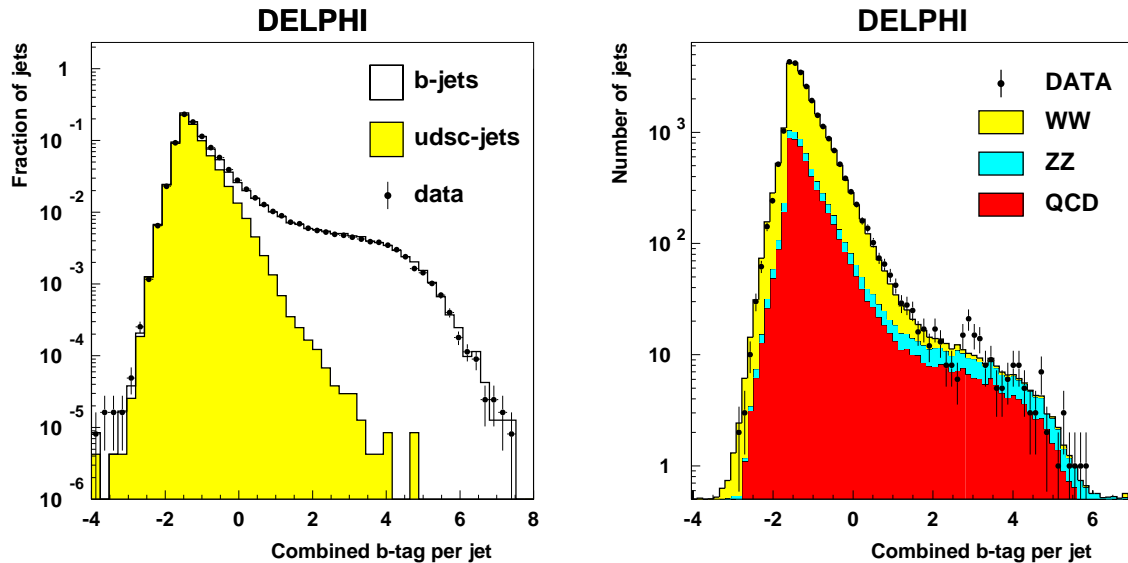 DELPHI
Fraction of jets
1
10 -1
10 -2
10 -3
10 -4
10 -5
10 -6
b-jets
udsc-jets
data
-4 -2 0 2 4 6 8
Combined b-tag per jet
DELPHI
Number of jets
10 3
10 2
10
1
DATA
WW
ZZ
QCD
-4 -2 0 2 4 6
Combined b-tag per jet